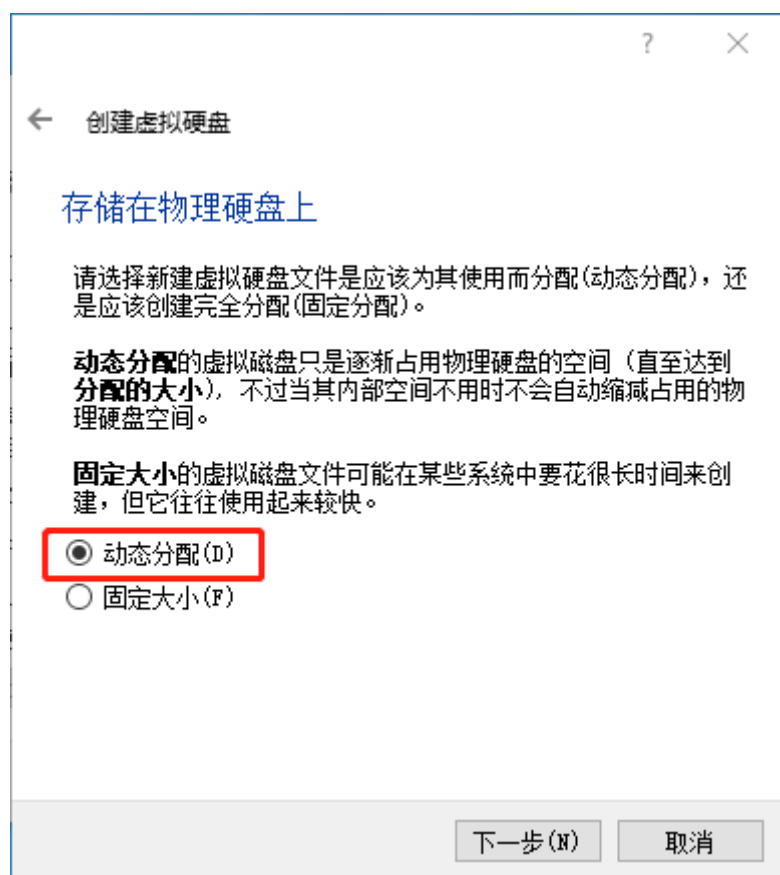 ?
创建虚拟硬盘
存储在物理硬盘上
请选择新建虚拟硬盘文件是应该为其使用而分配(动态分配)，还
是应该创建完全分配(固定分配)。
动态分配的虚拟磁盘只是逐渐占用物理硬盘的空间（直至达到
分配的大小)，不过当其内部空间不用时不会自动缩减占用的物
理硬盘空间。
固定大小的虚拟磁盘文件可能在某些系统中要花很长时间来创
建，但它往往使用起来较快。
动态分配(D)
固定大小(F)
下一步(N)
取消